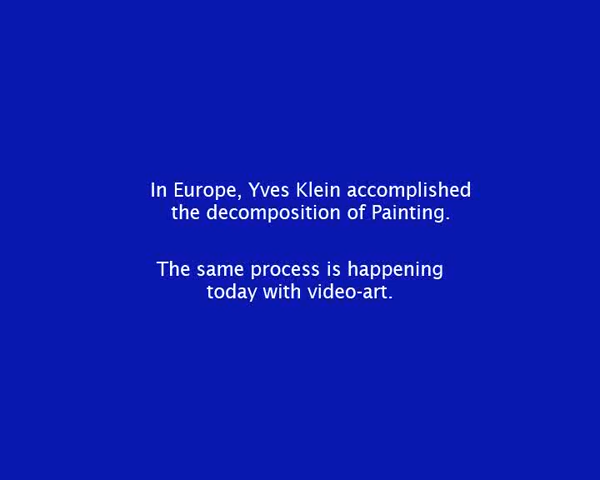 In Europe, Yves Klein accomplished
the decomposition of Painting.
The same process is happening
today with video-art.